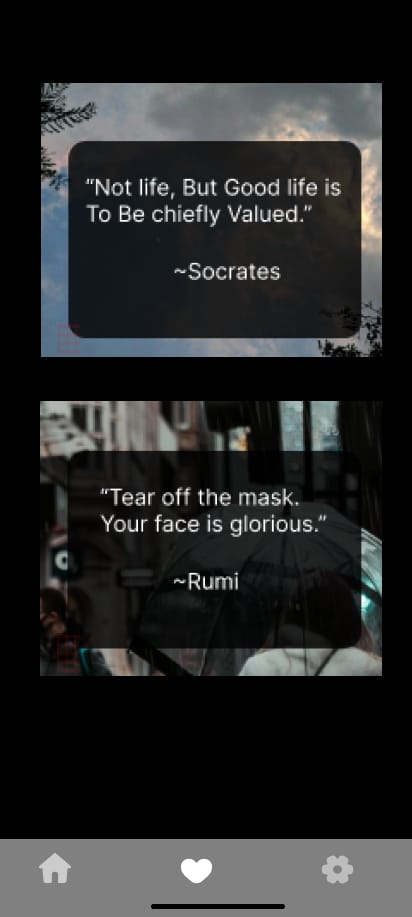 “Not life, But Good life is
To Be chiefly Valued.”
~Socrates
“Tear off the mask.
Your face is glorious.”
~Rumi